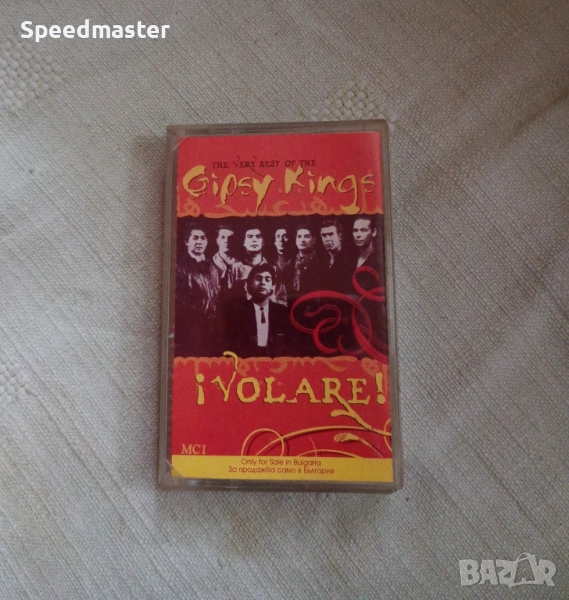 Speedmaster
THE VERY BEST OF THE
Gipsy Kings
¡VOLARE!
MC1
Only for Sale in Bulgaria
За продажба само в България
BAZAR